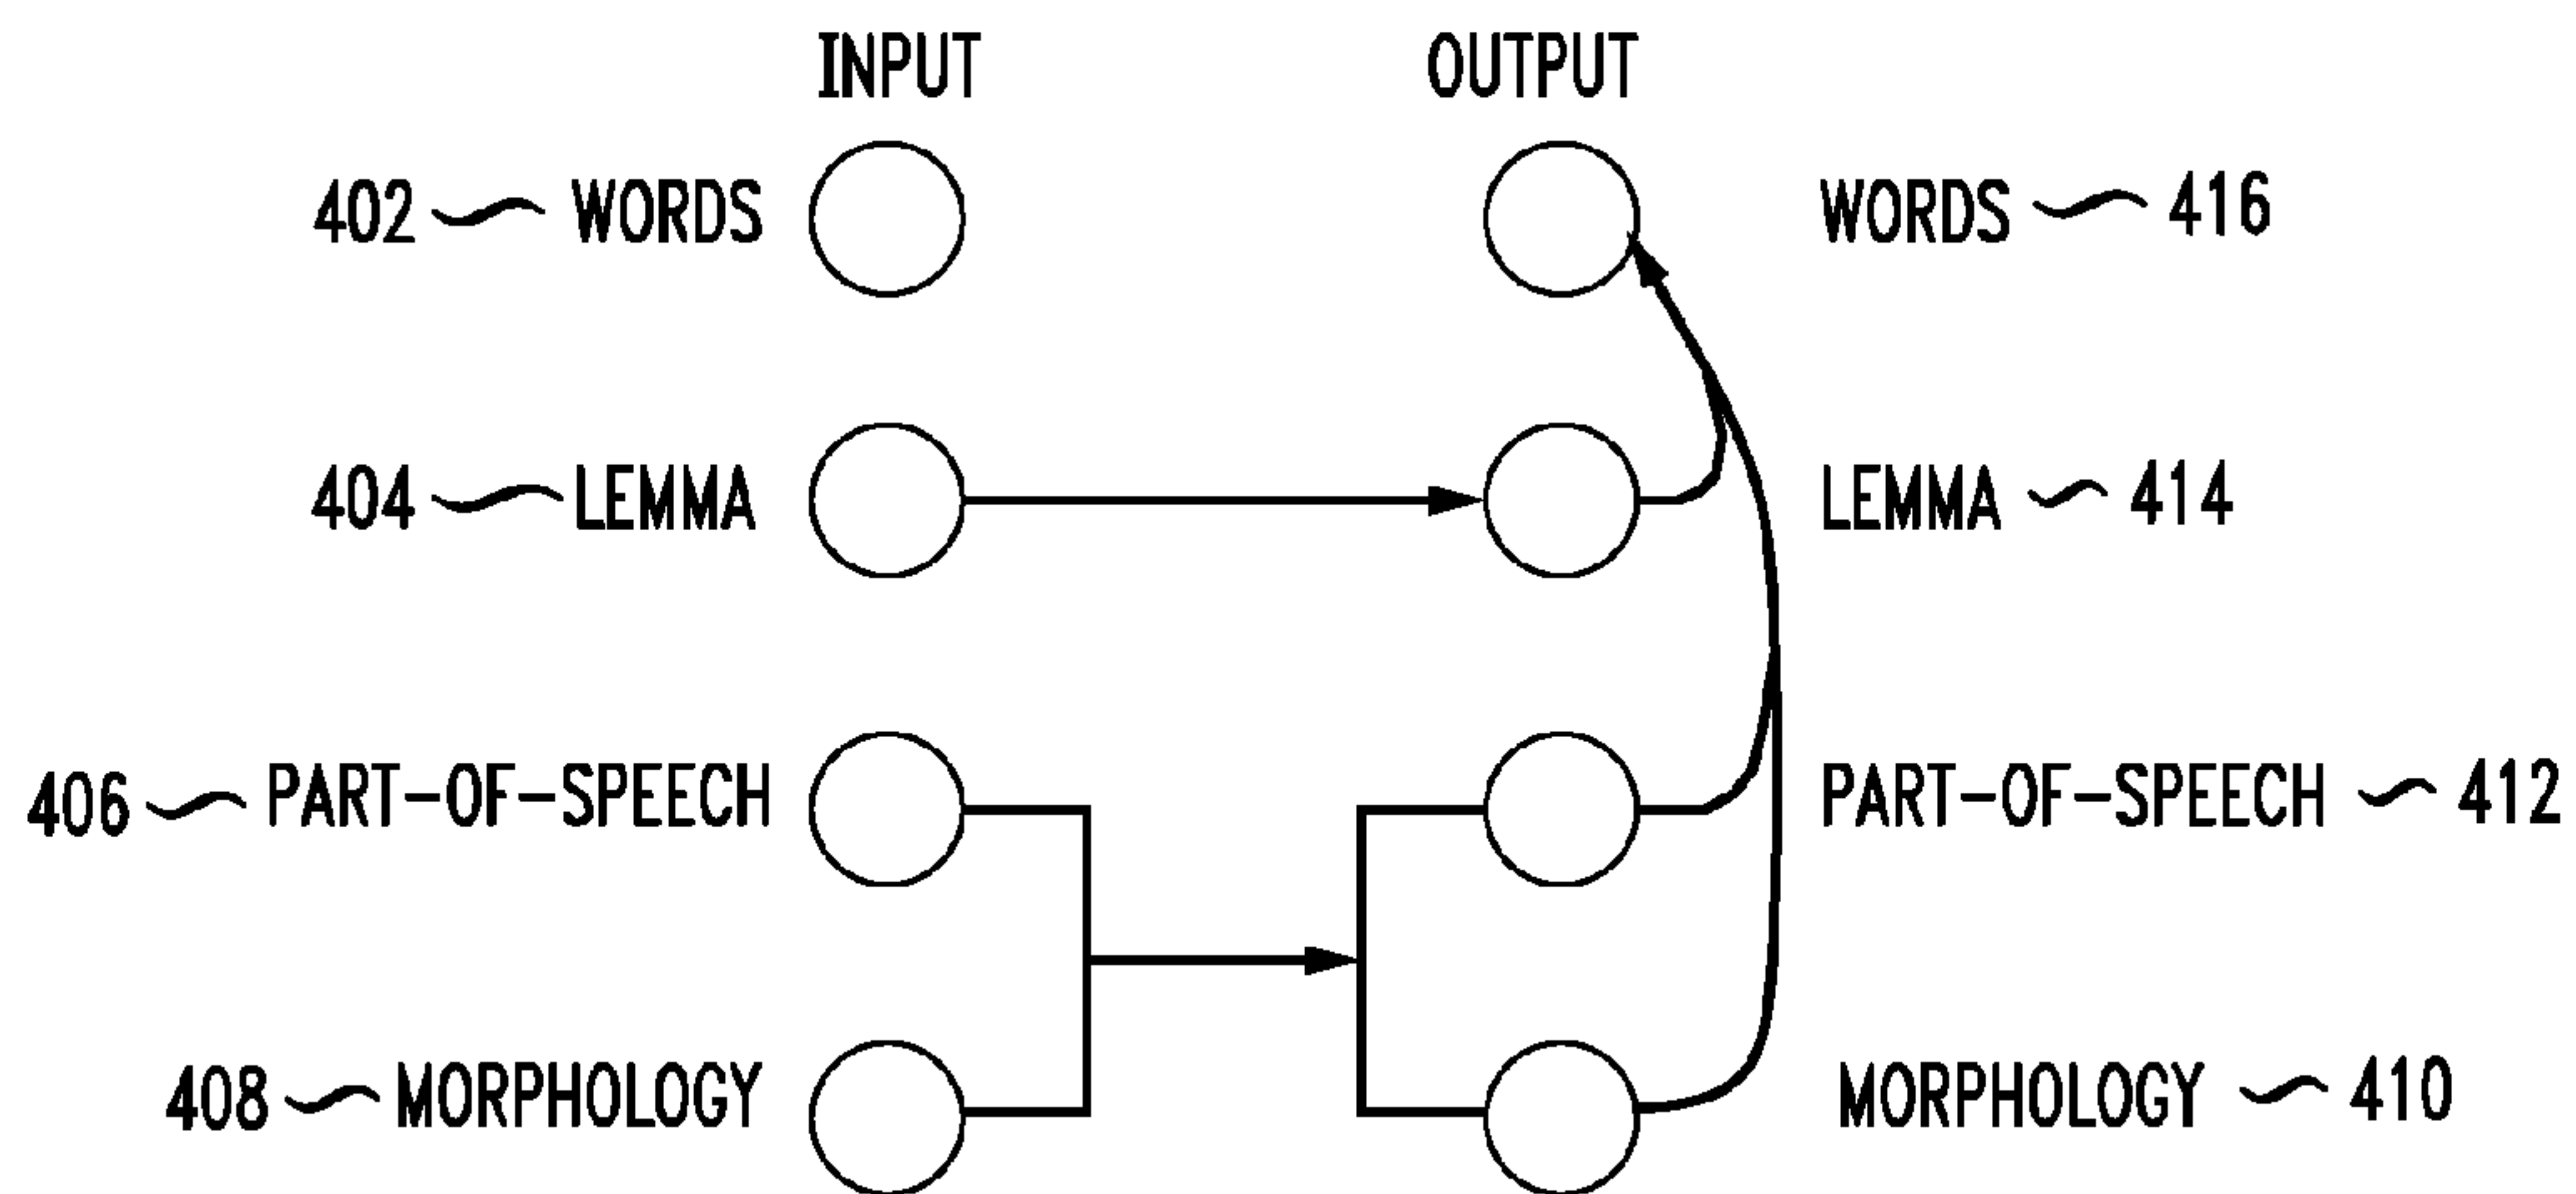 INPUT OUTPUT
402 WORDS WORDS 416
404 LEMMA LEMMA 414
406 PART-OF-SPEECH PART-OF-SPEECH 412
408 MORPHOLOGY MORPHOLOGY 410